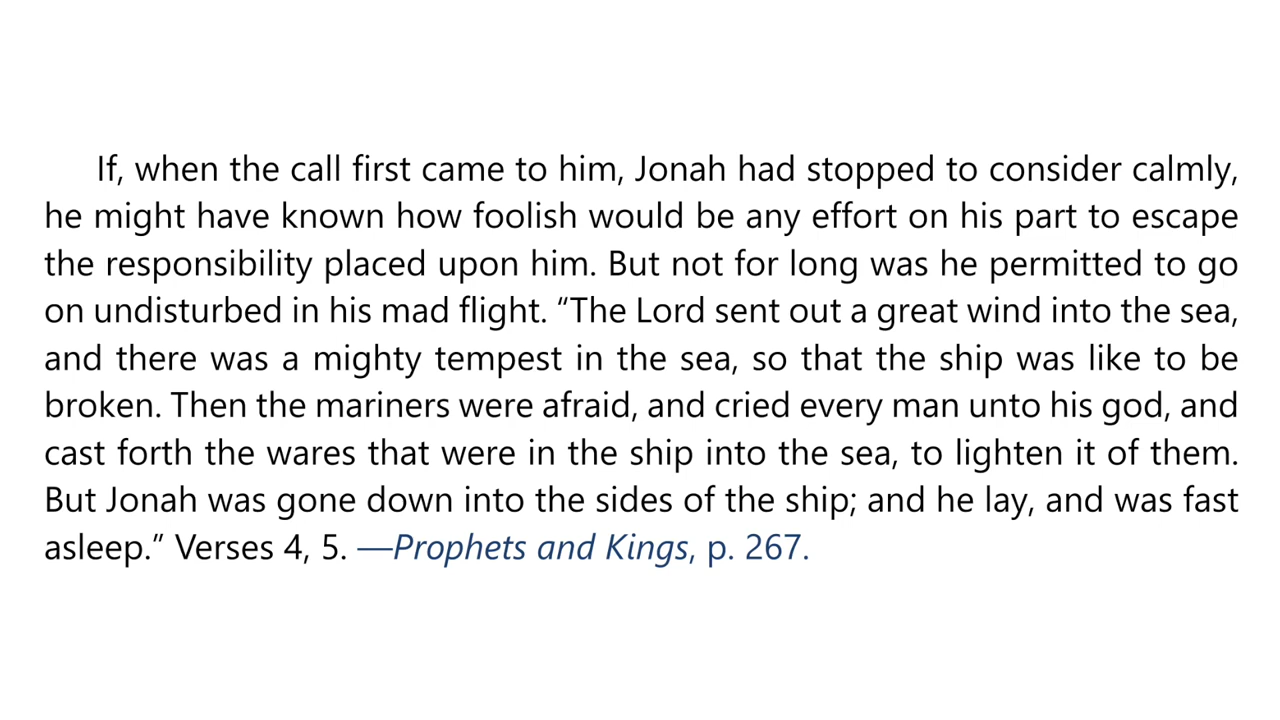 If, when the call first came to him, Jonah had stopped to consider calmly,
he might have known how foolish would be any effort on his part to escape
the responsibility placed upon him. But not for long was he permitted to go
on undisturbed in his mad flight. “The Lord sent out a great wind into the sea,
and there was a mighty tempest in the sea, so that the ship was like to be
broken. Then the mariners were afraid, and cried every man unto his god, and
cast forth the wares that were in the ship into the sea, to lighten it of them.
But Jonah was gone down into the sides of the ship; and he lay, and was fast
asleep.” Verses 4, 5. —Prophets and Kings, p. 267.